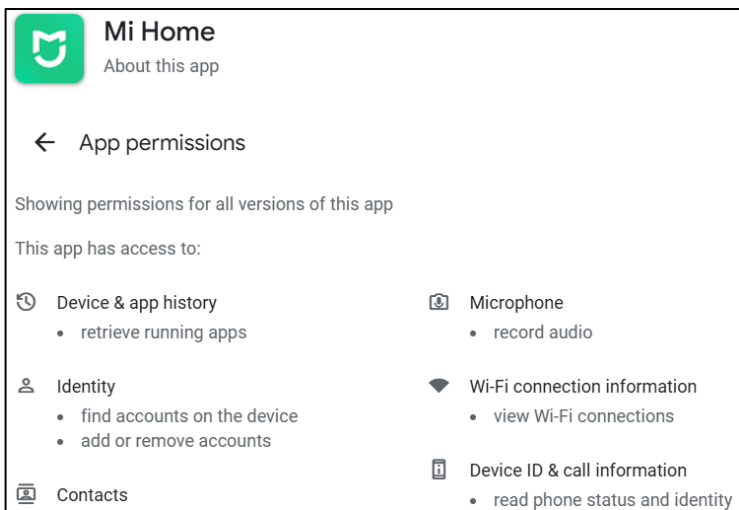 Mi Home
About this app
App permissions
Showing permissions for all versions of this app
This app has access to:
Device & app history
• retrieve running apps
Identity
• find accounts on the device
• add or remove accounts
Contacts
Microphone
• record audio
Wi-Fi connection information
• view Wi-Fi connections
Device ID & call information
• read phone status and identity